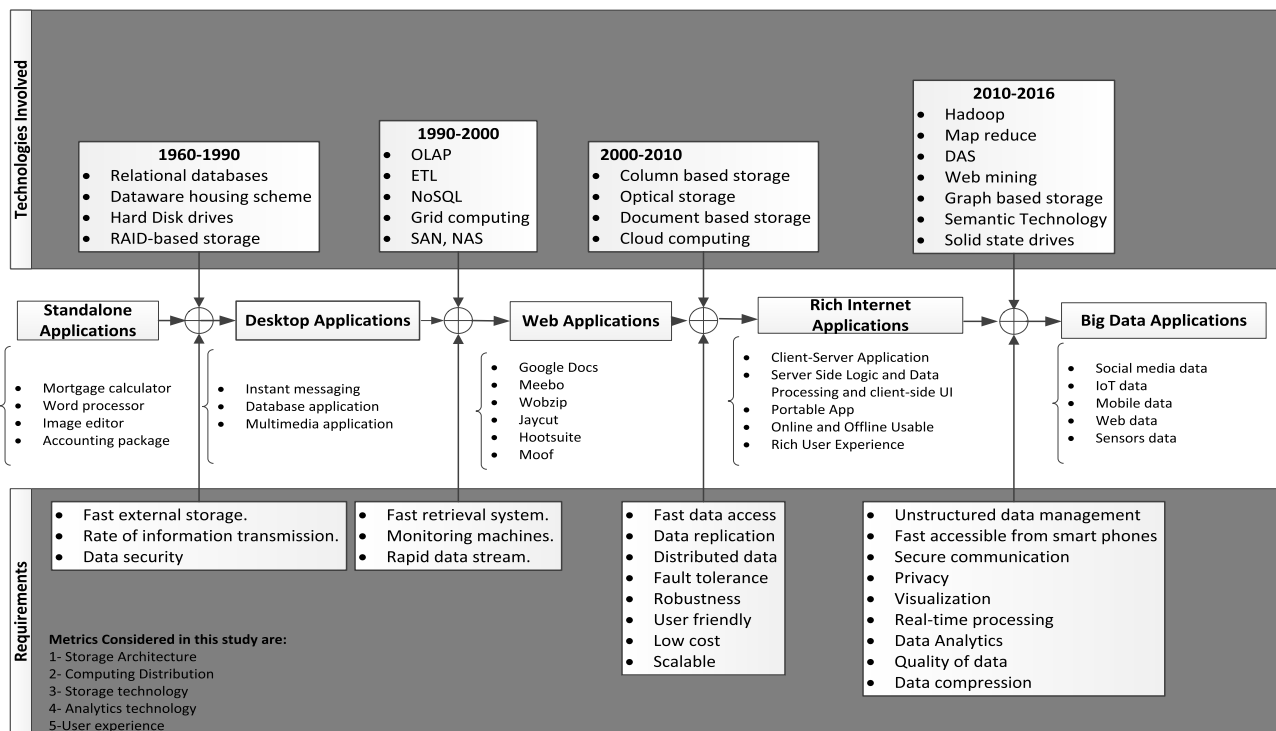 Technologies Involved
1960-1990
Relational databases
Dataware housing scheme
Hard Disk drives
RAID-based storage
1990-2000
OLAP
ETL
NoSQL
Grid computing
SAN, NAS
2000-2010
Column based storage
Optical storage
Document based storage
Cloud computing
2010-2016
Hadoop
Map reduce
DAS
Web mining
Graph based storage
Semantic Technology
Solid state drives
Standalone
Applications
Desktop Applications
Web Applications
Rich Internet
Applications
Big Data Applications
Mortgage calculator
Word processor
Image editor
Accounting package
Instant messaging
Database application
Multimedia application
Google Docs
Meebo
Wobzip
Jaycut
Hootsuite
Moof
Client-Server Application
Server Side Logic and Data
Processing and client-side UI
Portable App
Online and Offline Usable
Rich User Experience
Social media data
IoT data
Mobile data
Web data
Sensors data
Requirements
Fast external storage.
Rate of information transmission.
Data security
Fast retrieval system.
Monitoring machines.
Rapid data stream.
Fast data access
Data replication
Distributed data
Fault tolerance
Robustness
User friendly
Low cost
Scalable
Unstructured data management
Fast accessible from smart phones
Secure communication
Privacy
Visualization
Real-time processing
Data Analytics
Quality of data
Data compression
Metrics Considered in this study are:
1- Storage Architecture
2- Computing Distribution
3- Storage technology
4- Analytics technology
5-User experience